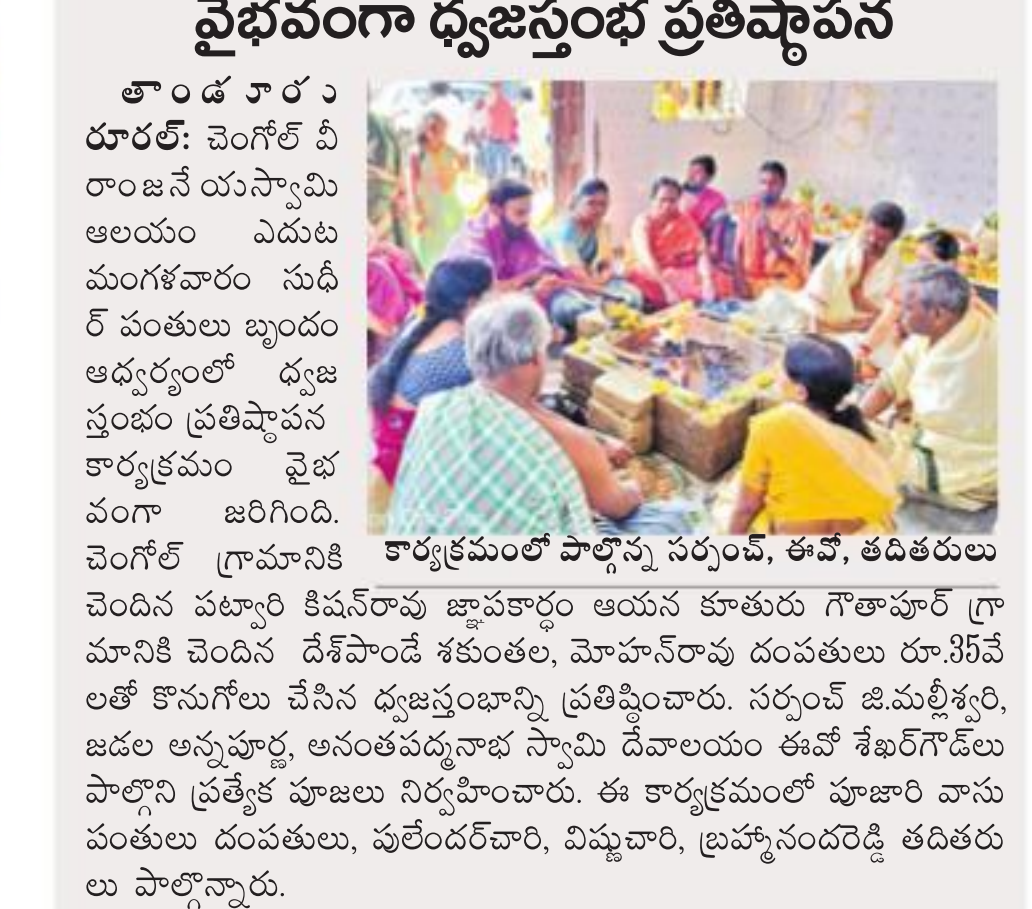 వైభవంగా ధ్వజస్తంభ ప్రతిష్ఠాపన
తాండూరు
రూరల్: చెంగోల్ వీ
రాంజనేయస్వామి
ఆలయం ఎదుట
మంగళవారం సుధీ
ర్ పంతులు బృందం
ఆధ్వర్యంలో ధ్వజ
స్తంభం ప్రతిష్ఠాపన
కార్యక్రమం వైభ
వంగా జరిగింది.
చెంగోల్ గ్రామానికి
కార్యక్రమంలో పాల్గొన్న సర్పంచ్, ఈవో, తదితరులు
చెందిన పట్వారి కిషన్‌రావు జ్ఞాపకార్థం ఆయన కూతురు గౌతాపూర్ గ్రా
మానికి చెందిన దేశ్‌పాండే శకుంతల, మోహన్‌రావు దంపతులు రూ.35వే
లతో కొనుగోలు చేసిన ధ్వజస్తంభాన్ని ప్రతిష్ఠించారు. సర్పంచ్ జి.మల్లీశ్వరి,
జడల అన్నపూర్ణ, అనంతపద్మనాభ స్వామి దేవాలయం ఈవో శేఖర్‌గౌడ్‌లు
పాల్గొని ప్రత్యేక పూజలు నిర్వహించారు. ఈ కార్యక్రమంలో పూజారి వాసు
పంతులు దంపతులు, పులేందర్‌చారి, విష్ణుచారి, బ్రహ్మానందరెడ్డి తదితరు
లు పాల్గొన్నారు.